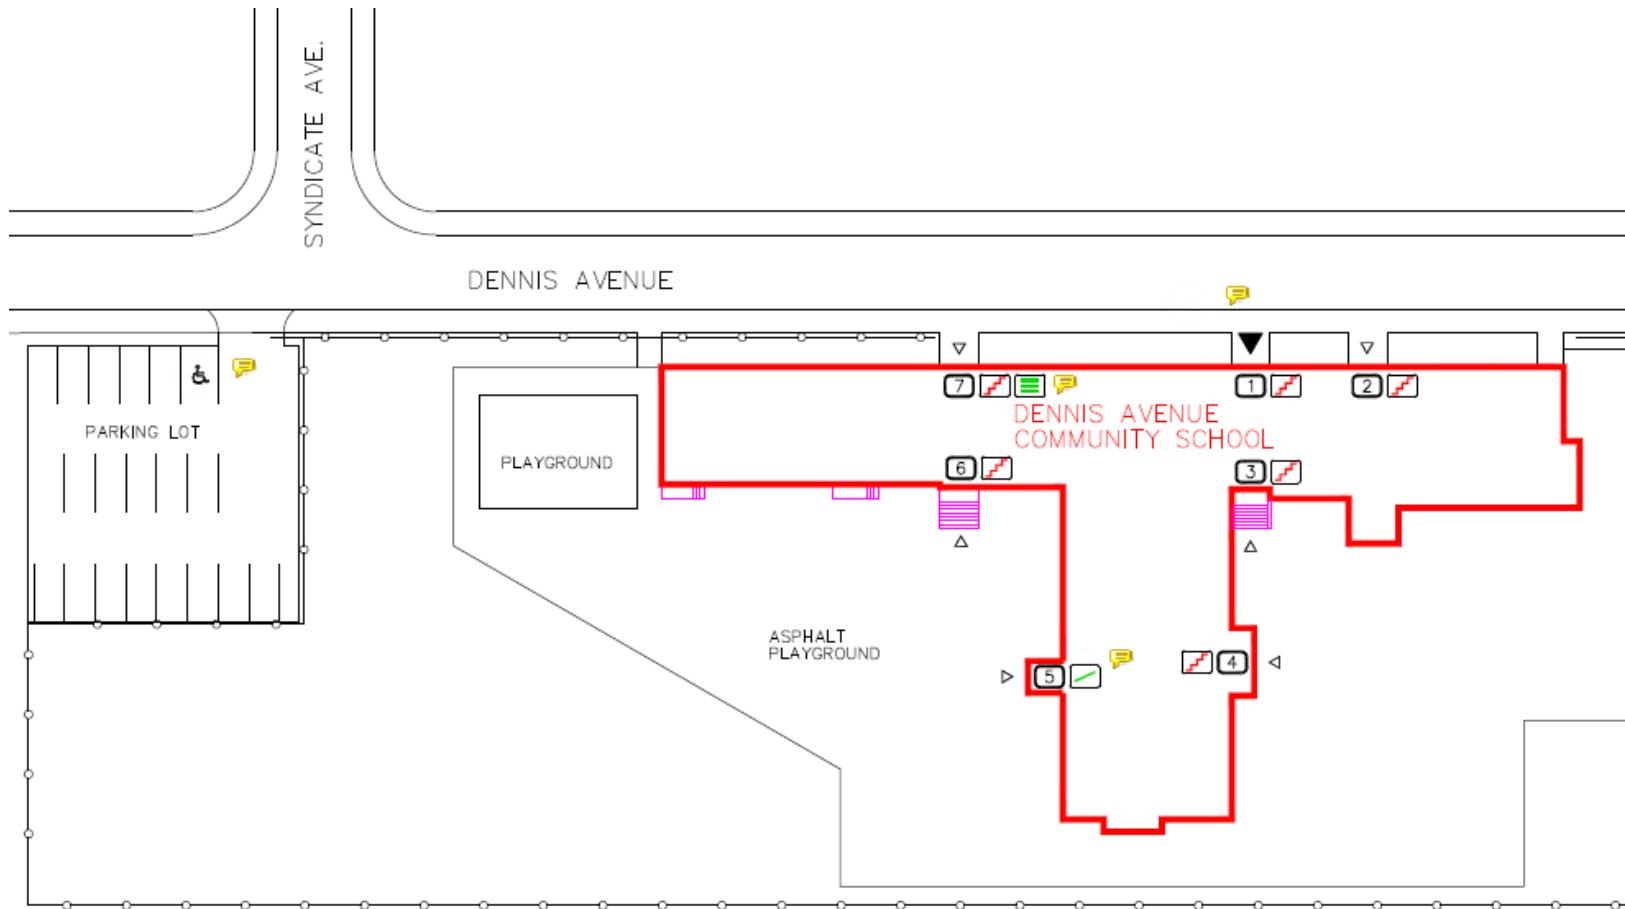 SYNDICATE AVE.
DENNIS AVENUE
PARKING LOT
PLAYGROUND
7
1
2
DENNIS AVENUE
COMMUNITY SCHOOL
6
3
ASPHALT
PLAYGROUND
5
4